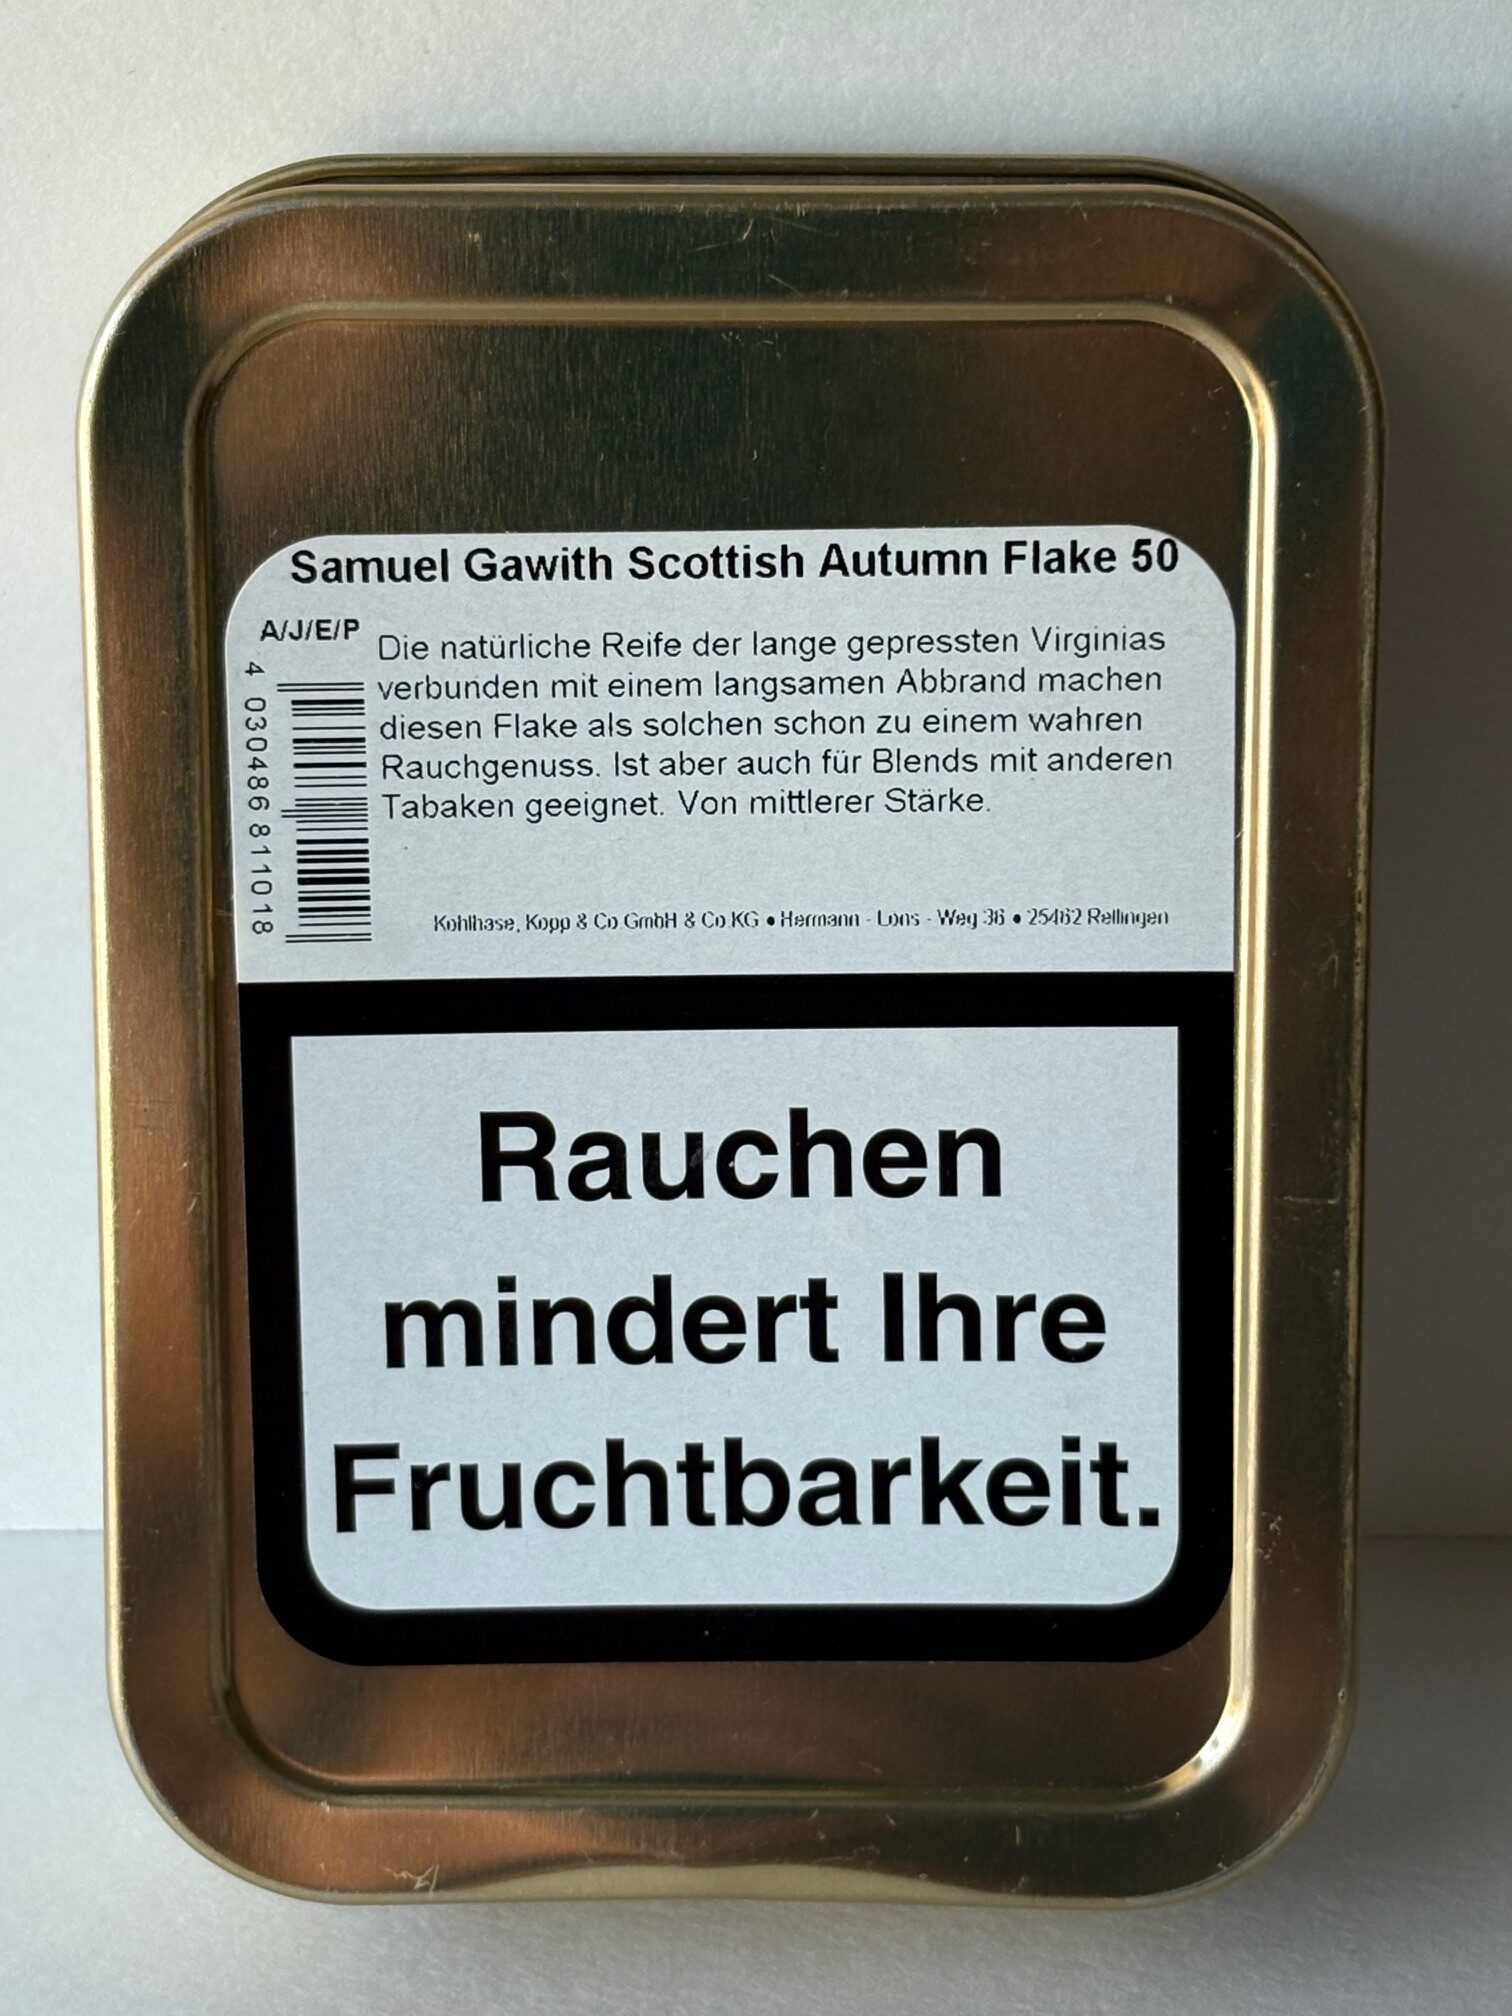 Samuel Gawith Scottish Autumn Flake 50
A/J/E/P
Die natürliche Reife der lange gepressten Virginias
verbunden mit einem langsamen Abbrand machen
diesen Flake als solchen schon zu einem wahren
Rauchgenuss. Ist aber auch für Blends mit anderen
Tabaken geeignet. Von mittlerer Stärke.
4 030486 811018
Kohlhase, Kopp & Co GmbH & Co KG • Hermann - Löns - Weg 36 • 25462 Rellingen
Rauchen
mindert Ihre
Fruchtbarkeit.